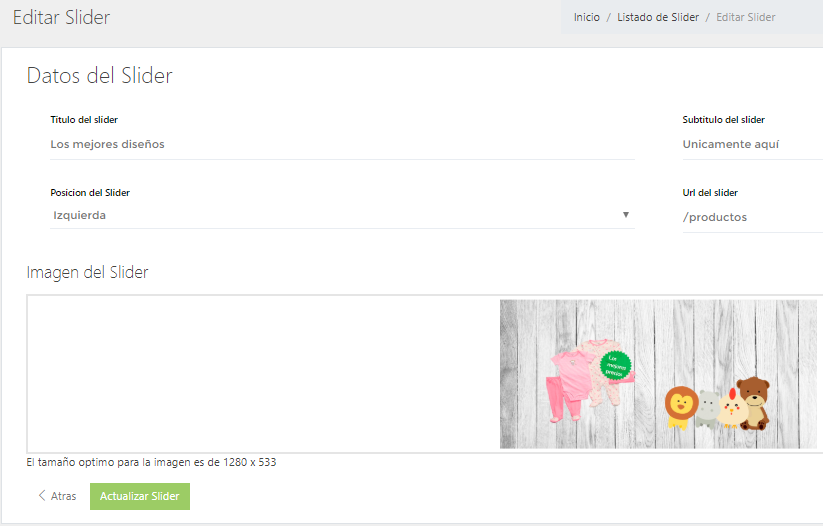 Editar Slider
Inicio / Listado de Slider / Editar Slider
Datos del Slider
Titulo del slider
Subtitulo del slider
Los mejores diseños
Unicamente aquí
Posicion del Slider
Url del slider
Izquierda
/productos
Imagen del Slider
Los
mejores
precios
El tamaño optimo para la imagen es de 1280 x 533
Atras
Actualizar Slider